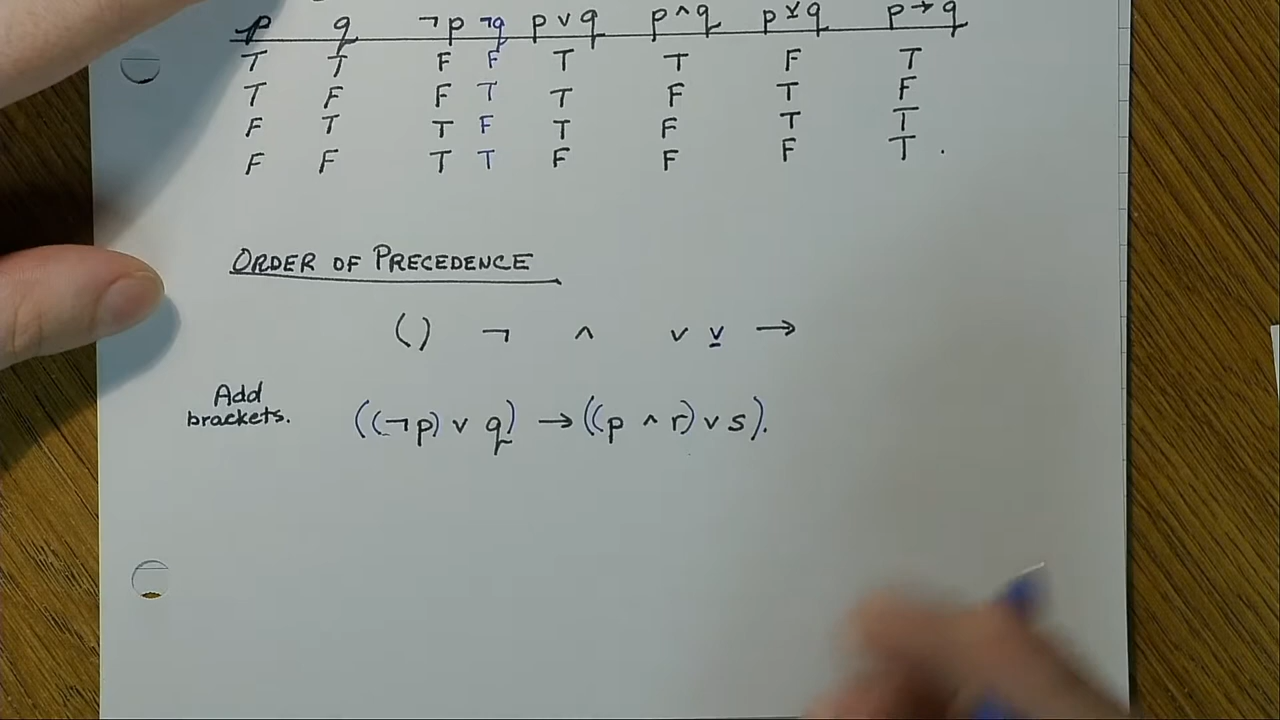 p q ¬p ¬q p ∨ q p ∧ q p ⊻ q p → q
T T F F T T F T
T F F T T F T F
F T T F T F T T
F F T T F F F T .
ORDER OF PRECEDENCE
() ¬ ∧ ∨ ⊻ →
Add
brackets.
((¬p) ∨ q) → ((p ∧ r) ∨ s).